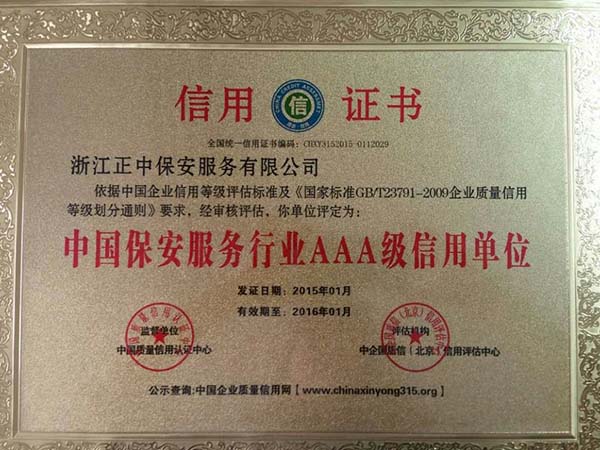 信用 信 证书
全国统一信用证书编码：CHXY3152015-0112029
浙江正中保安服务有限公司
依据中国企业信用等级评估标准及《国家标准GB/T23791-2009企业质量信用
等级划分通则》要求，经审核评估，你单位评定为：
中国保安服务行业AAA级信用单位
发证日期：2015年01月
有效期至：2016年01月
监督单位
中国质量信用认证中心
评估机构
中企国质信（北京）信用评估中心
公示查询:中国企业质量信用网【www.chinaxinyong315.org】